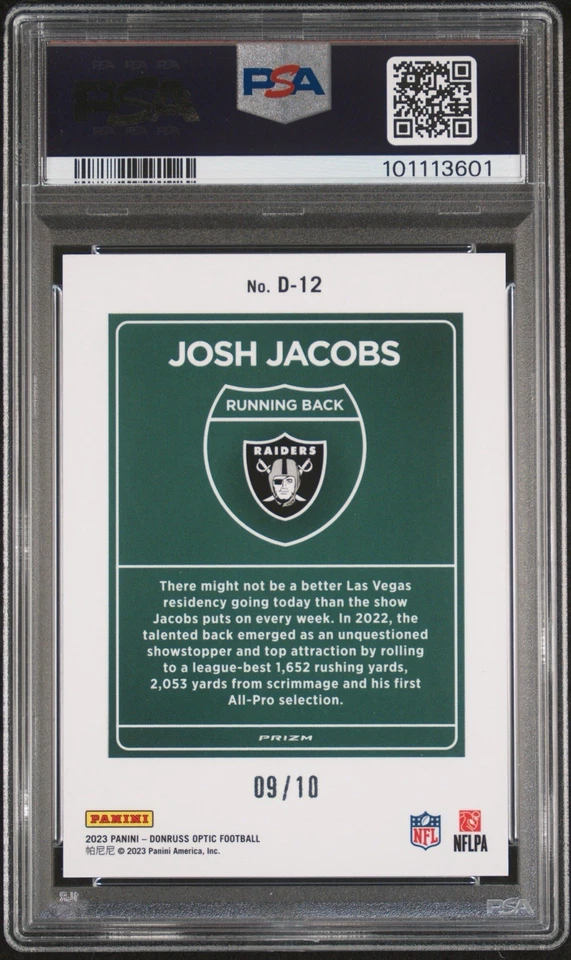 PSA
101113601
No. D-12
JOSH JACOBS
RUNNING BACK
RAIDERS
There might not be a better Las Vegas
residency going today than the show
Jacobs puts on every week. In 2022, the
talented back emerged as an unquestioned
showstopper and top attraction by rolling
to a league-best 1,652 rushing yards,
2,053 yards from scrimmage and his first
All-Pro selection.
PRIZM
09/10
PANINI
2023 PANINI – DONRUSS OPTIC FOOTBALL
帕尼尼 © 2023 Panini America, Inc.
NFL
NFLPA
PSA